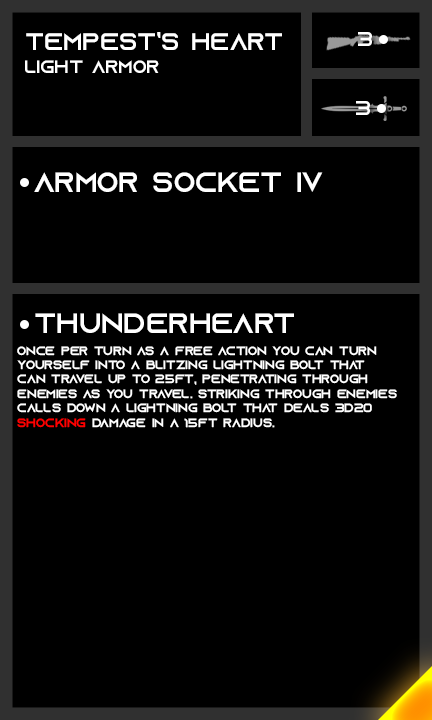 TEMPEST'S HEART
LIGHT ARMOR
3•
3•
•ARMOR SOCKET IV
•THUNDERHEART
ONCE PER TURN AS A FREE ACTION YOU CAN TURN
YOURSELF INTO A BLITZING LIGHTNING BOLT THAT
CAN TRAVEL UP TO 25FT, PENETRATING THROUGH
ENEMIES AS YOU TRAVEL. STRIKING THROUGH ENEMIES
CALLS DOWN A LIGHTNING BOLT THAT DEALS 3D20
SHOCKING DAMAGE IN A 15FT RADIUS.